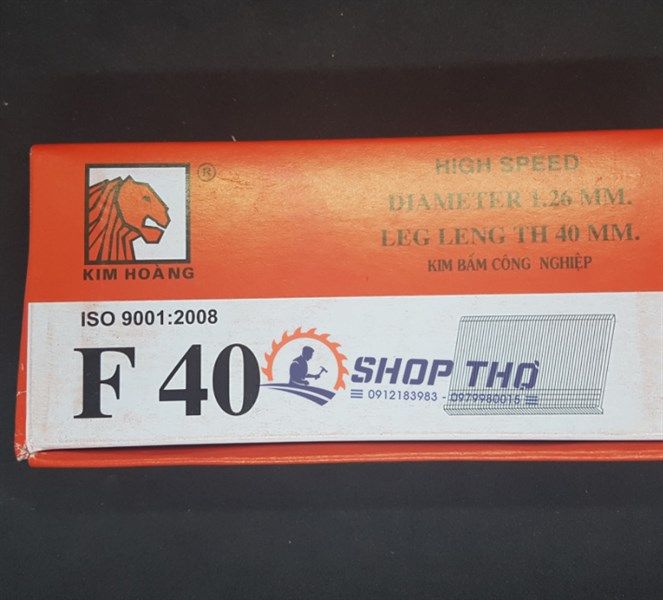 ®
KIM HOÀNG
HIGH SPEED
DIAMETER 1.26 MM.
LEG LENG TH 40 MM.
KIM BẤM CÔNG NGHIỆP
ISO 9001:2008
F 40
SHOP THỢ
0912183983 - 0979980015